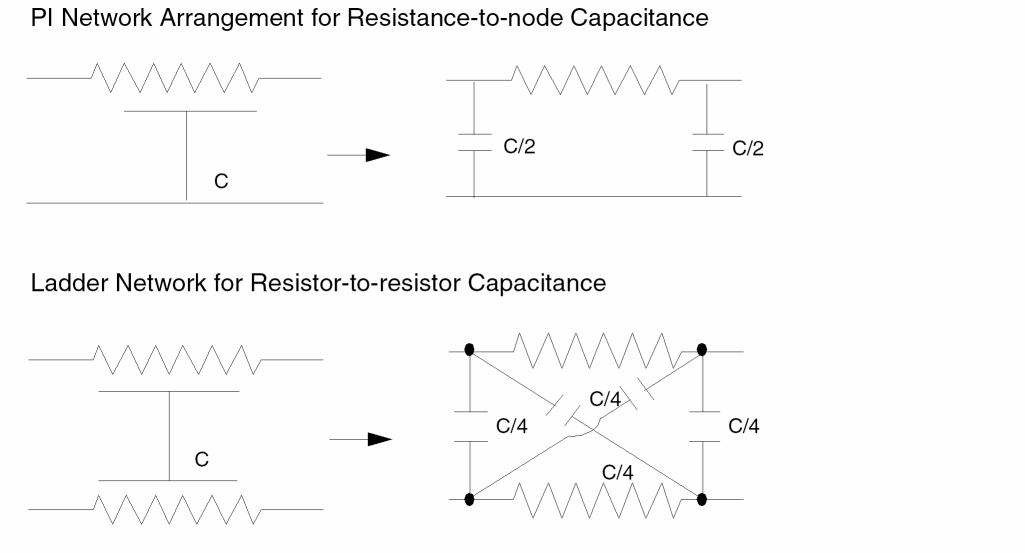 PI Network Arrangement for Resistance-to-node Capacitance
C/2
C/2
C
Ladder Network for Resistor-to-resistor Capacitance
C/4
C/4
C/4
C
C/4